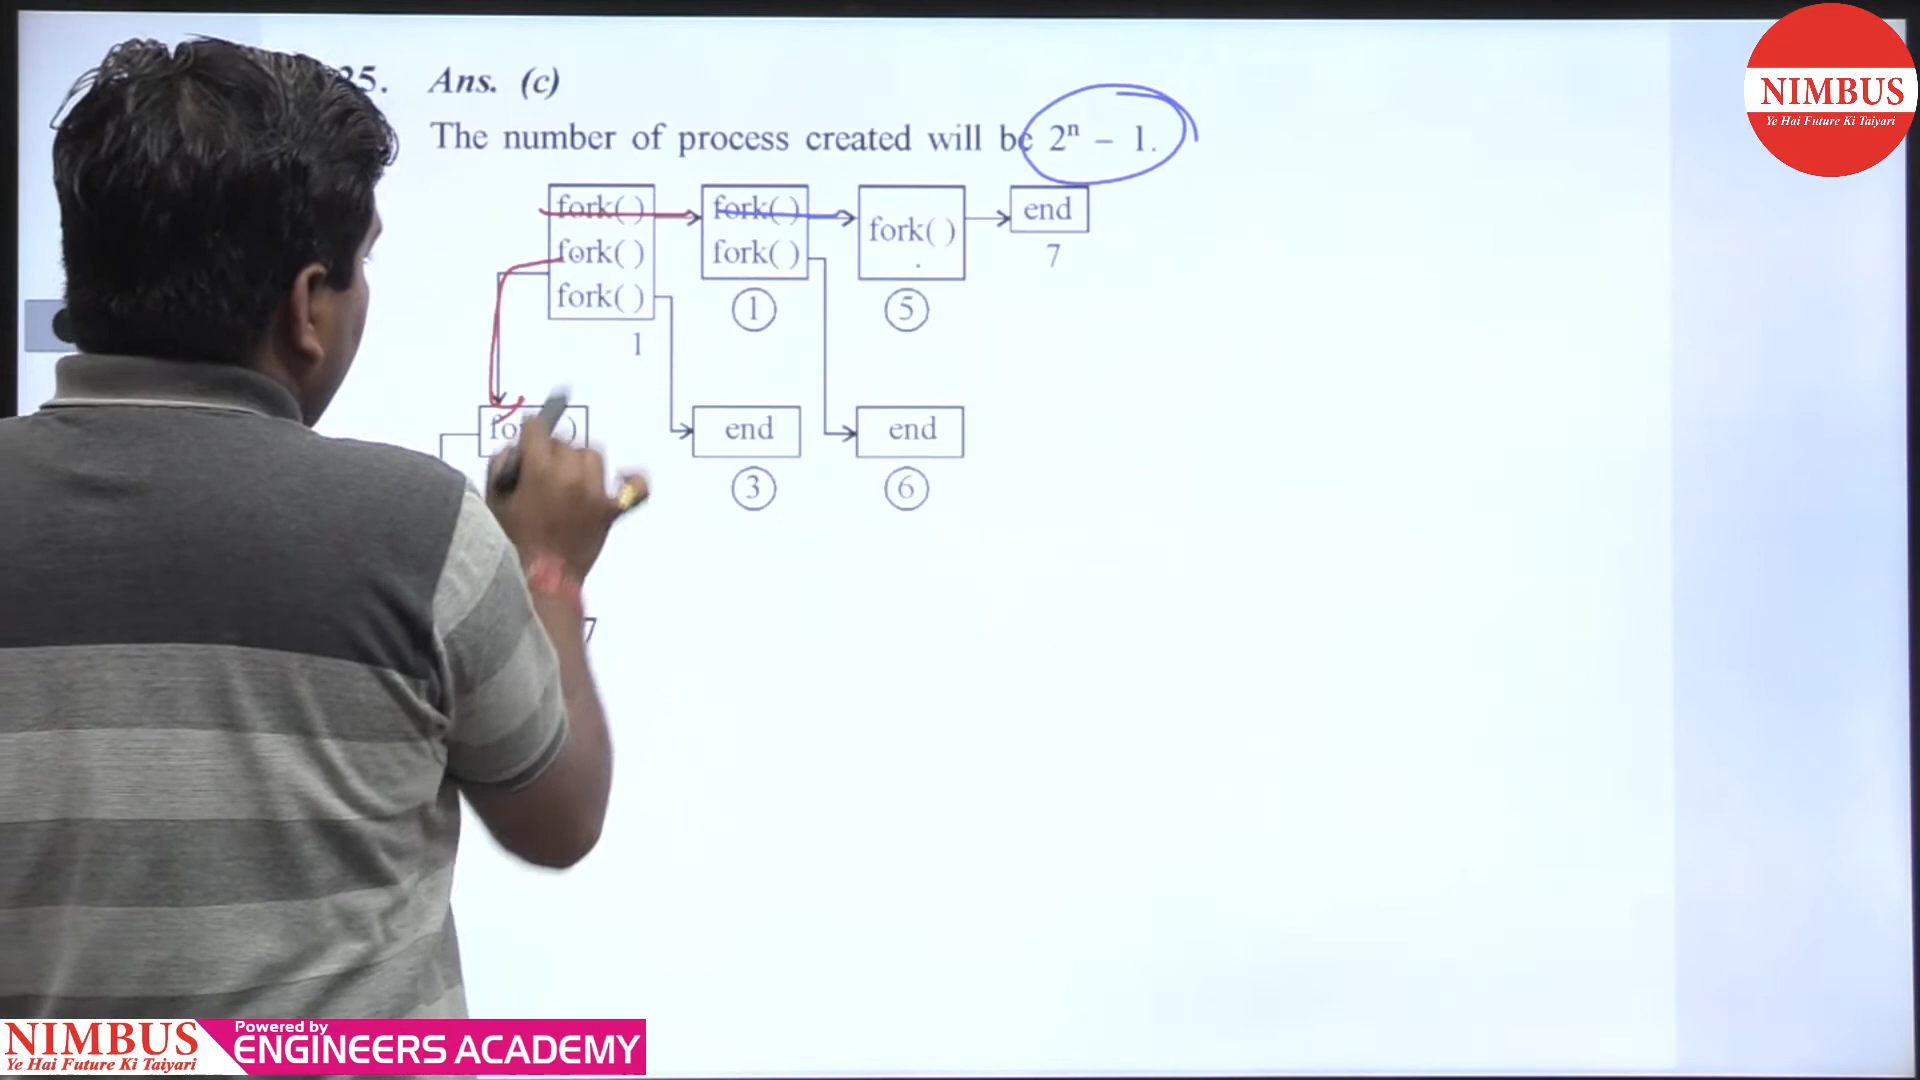 25. Ans. (c)
The number of process created will be 2ⁿ – 1.
fork( ) fork( ) fork( ) end
fork( ) fork( )
fork( )
7
1 5
1
end end
3 6
7
NIMBUS
Ye Hai Future Ki Taiyari
NIMBUS
Ye Hai Future Ki Taiyari
Powered by
ENGINEERS ACADEMY